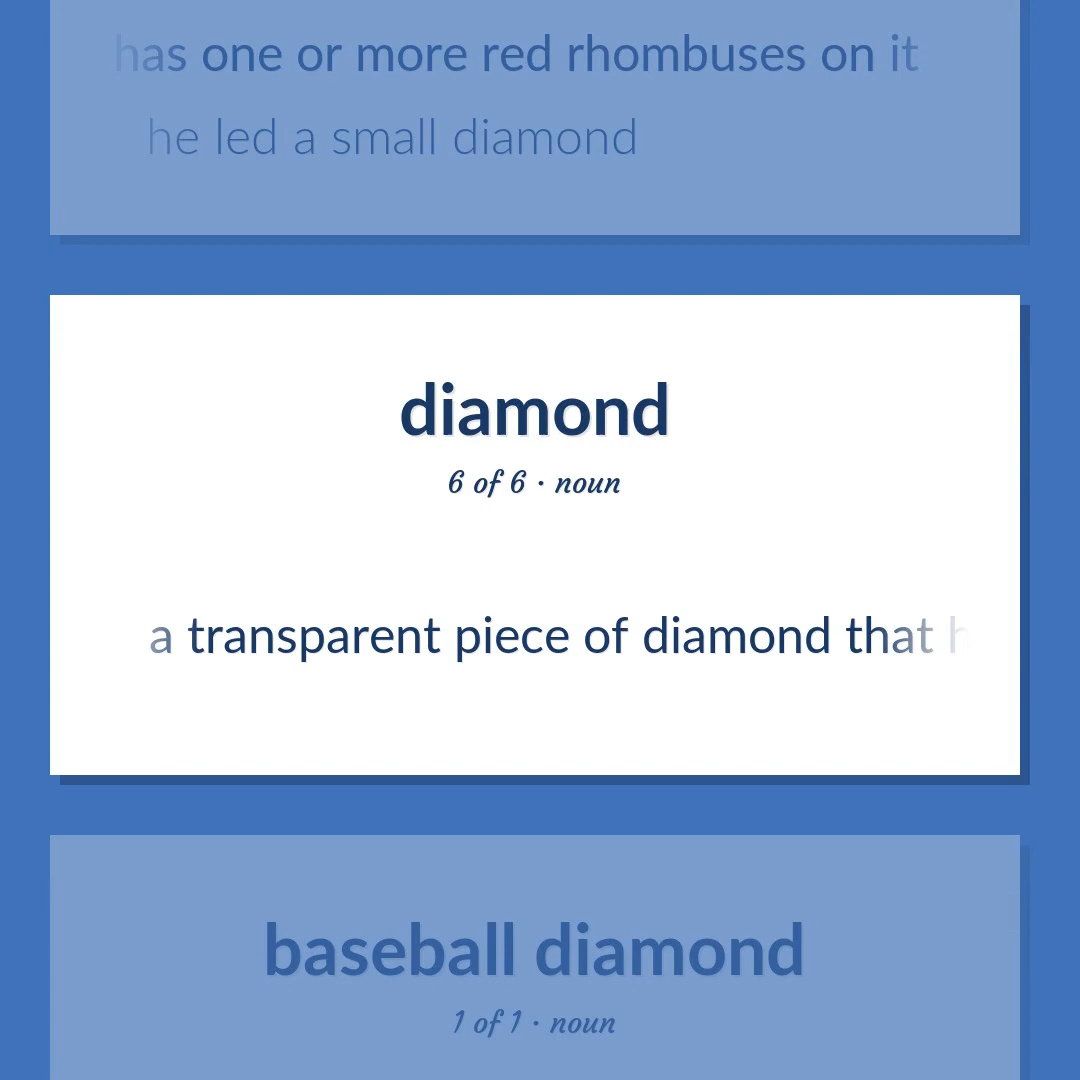 has one or more red rhombuses on it
he led a small diamond
diamond
6 of 6 · noun
a transparent piece of diamond that
baseball diamond
1 of 1 · noun